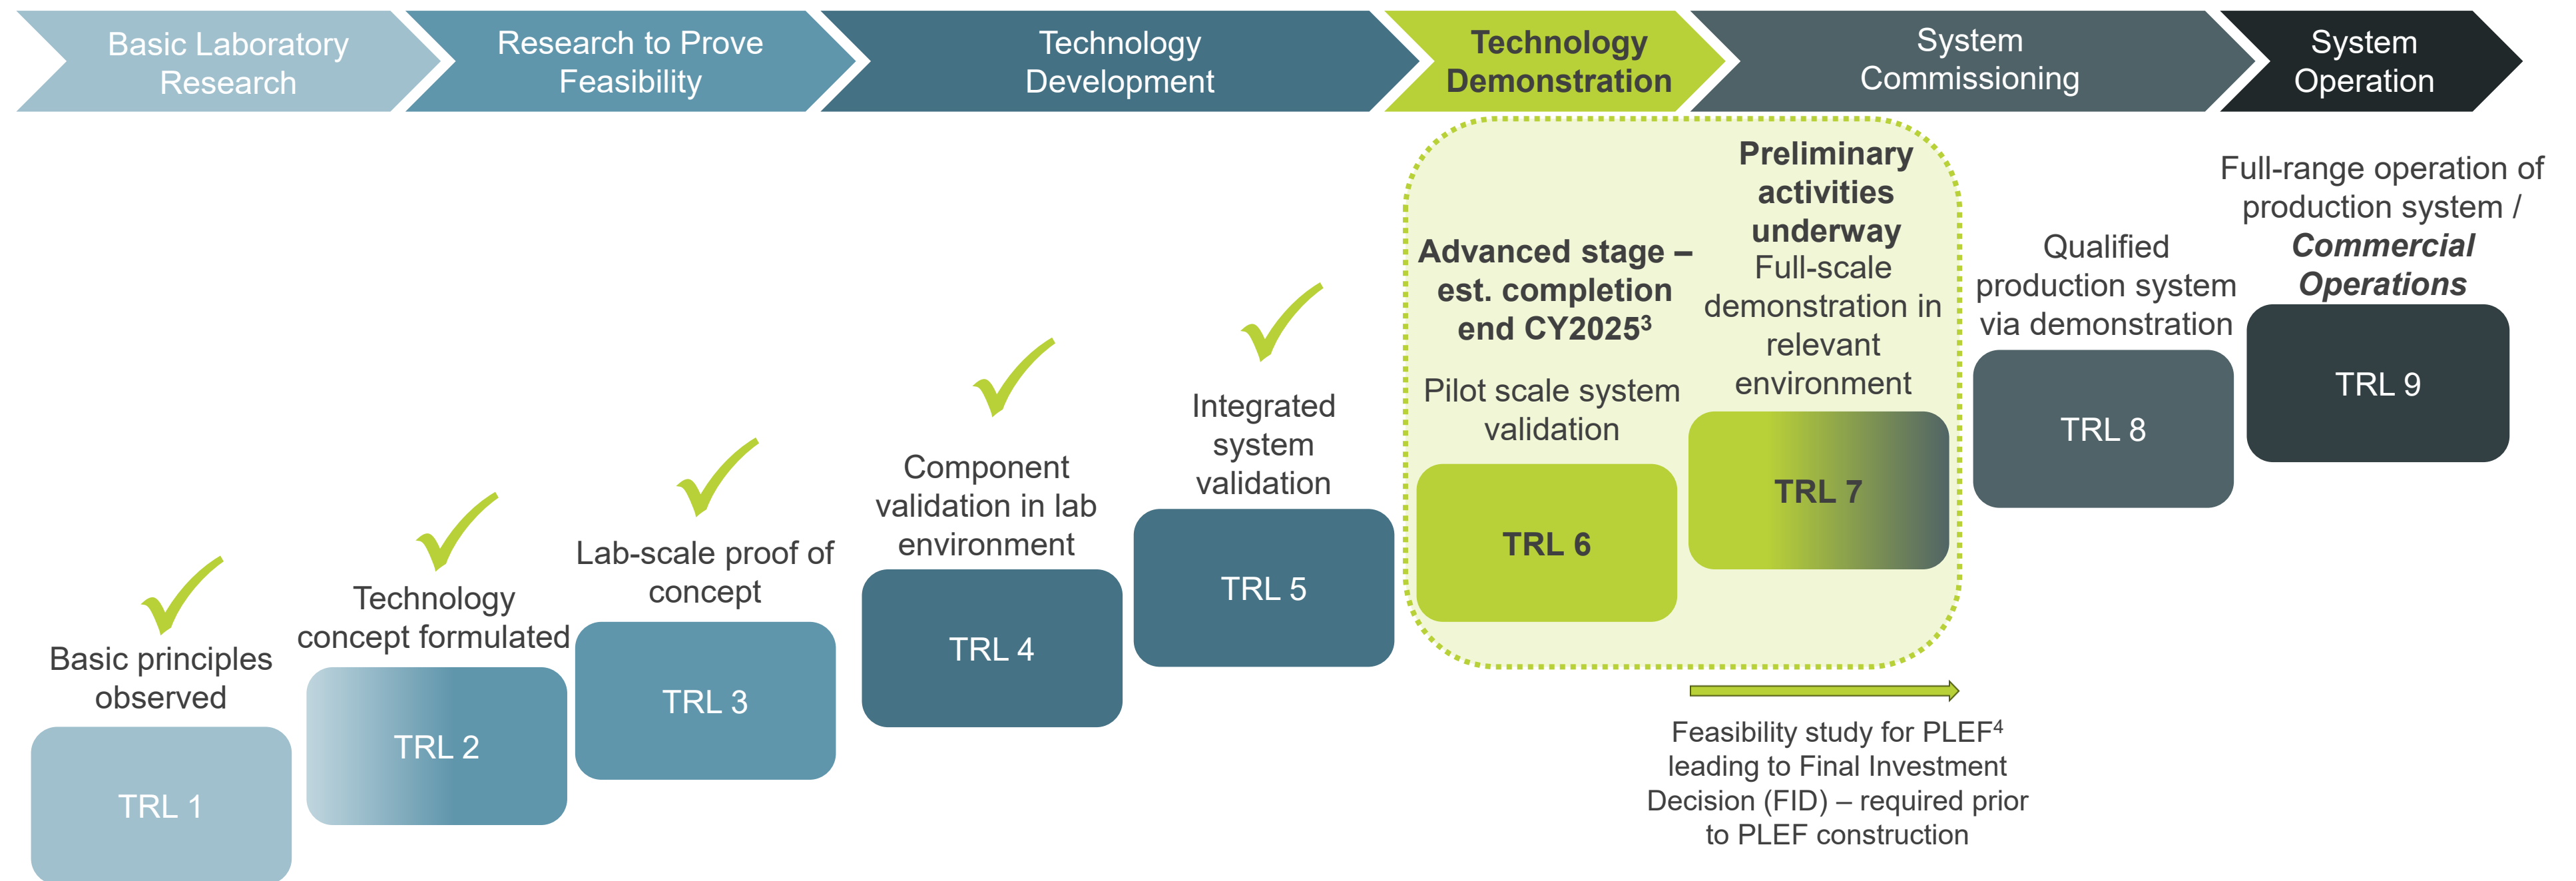 Basic Laboratory
Research
Research to Prove
Feasibility
Technology
Development
Technology
Demonstration
System
Commissioning
System
Operation
Basic principles
observed
TRL 1
Technology
concept formulated
TRL 2
Lab-scale proof of
concept
TRL 3
Component
validation in lab
environment
TRL 4
Integrated
system
validation
TRL 5
Advanced stage –
est. completion
end CY2025³
Pilot scale system
validation
TRL 6
Preliminary
activities
underway
Full-scale
demonstration in
relevant
environment
TRL 7
Feasibility study for PLEF⁴
leading to Final Investment
Decision (FID) – required prior
to PLEF construction
Qualified
production system
via demonstration
TRL 8
Full-range operation of
production system /
Commercial
Operations
TRL 9